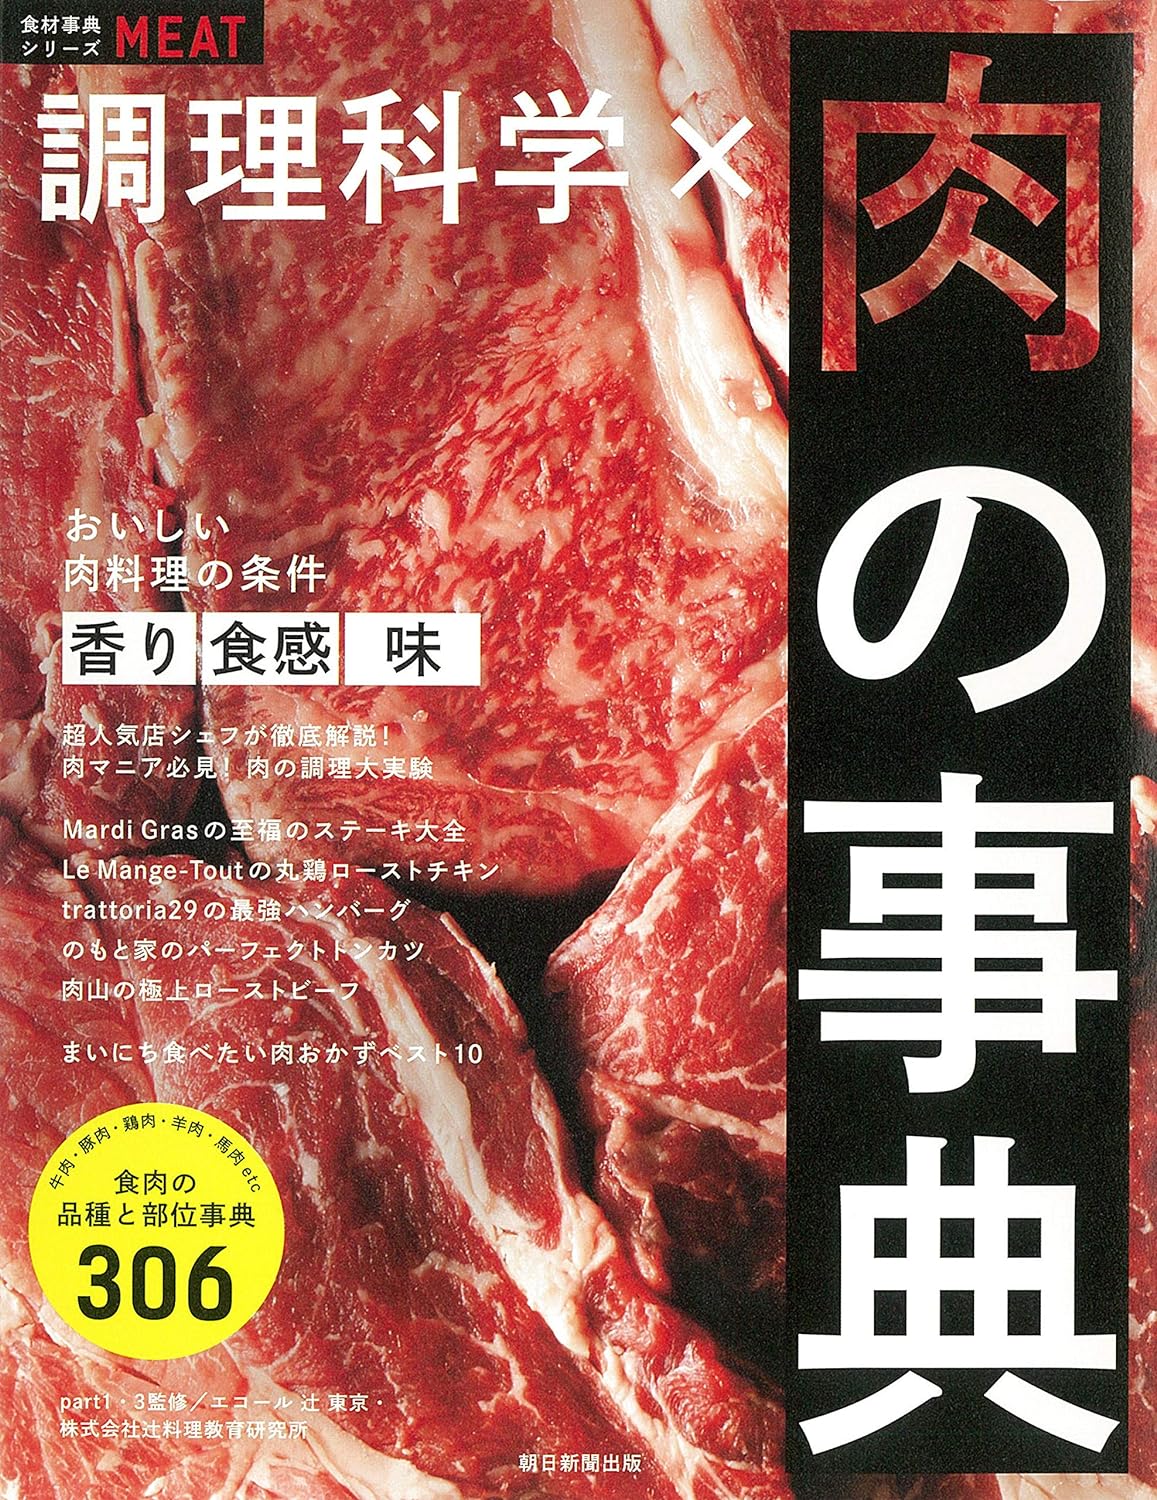 食材事典
シリーズ
MEAT
調理科学×
肉の事典
おいしい
肉料理の条件
香り 食感 味
超人気店シェフが徹底解説！
肉マニア必見！ 肉の調理大実験
Mardi Grasの至福のステーキ大全
Le Mange-Toutの丸鶏ローストチキン
trattoria29の最強ハンバーグ
のもと家のパーフェクトトンカツ
肉山の極上ローストビーフ
まいにち食べたい肉おかずベスト10
牛肉・豚肉・鶏肉・羊肉・馬肉 etc
食肉の
品種と部位事典
306
part1・3監修／エコール 辻 東京・
株式会社辻料理教育研究所
朝日新聞出版